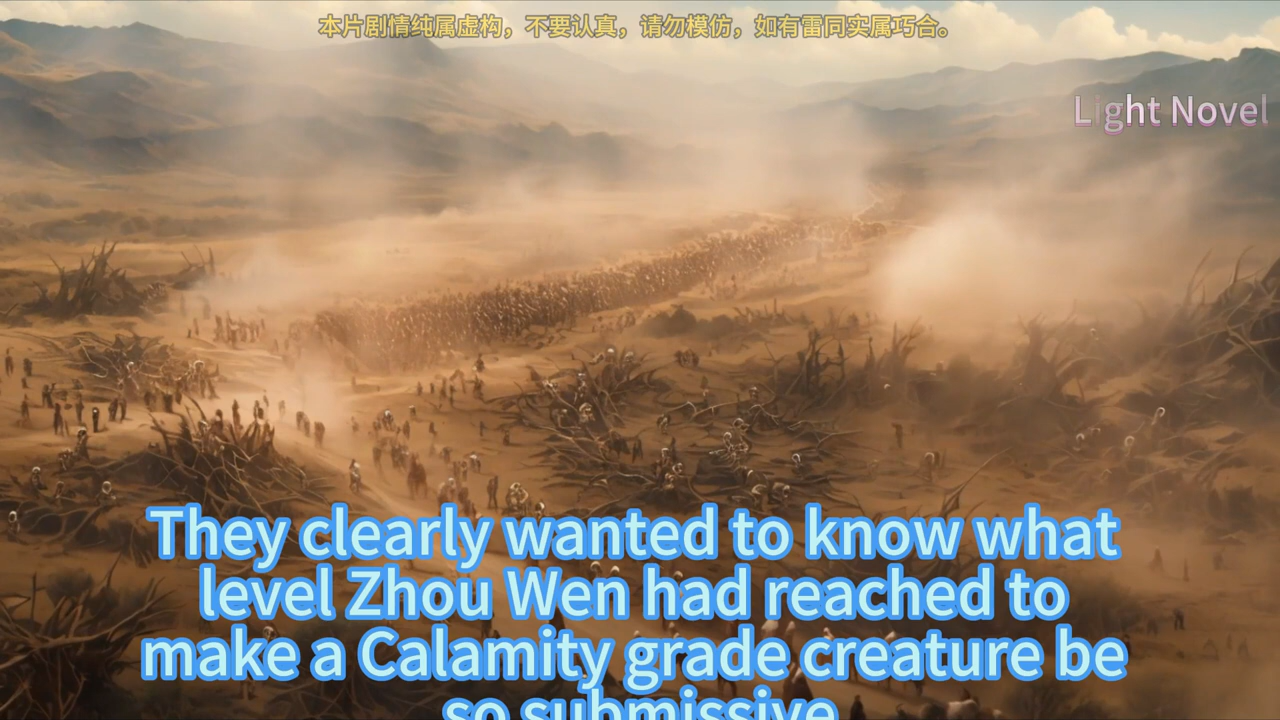 本片剧情纯属虚构，不要认真，请勿模仿，如有雷同实属巧合。
Light Novel
They clearly wanted to know what
level Zhou Wen had reached to
make a Calamity grade creature be
so submissive